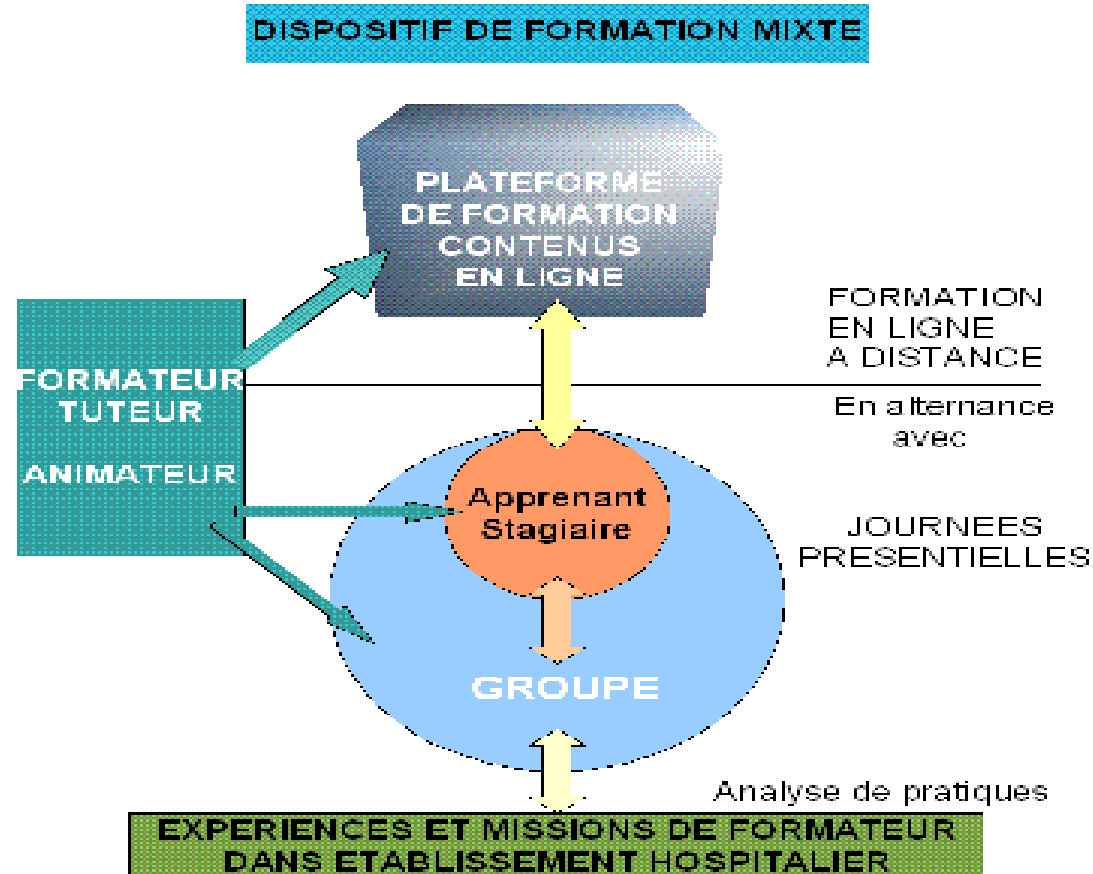 DISPOSITIF DE FORMATION MIXTE
PLATEFORME
DE FORMATION
CONTENUS
EN LIGNE
FORMATION
EN LIGNE
A DISTANCE
FORMATEUR
TUTEUR
ANIMATEUR
En alternance
avec
Apprenant
Stagiaire
JOURNEES
PRESENTIELLES
GROUPE
Analyse de pratiques
EXPERIENCES ET MISSIONS DE FORMATEUR
DANS ETABLISSEMENT HOSPITALIER